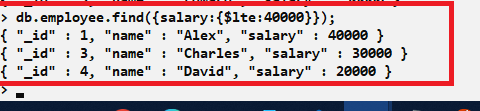 > db.employee.find({salary:{$lte:40000}});
{ "_id" : 1, "name" : "Alex", "salary" : 40000 }
{ "_id" : 3, "name" : "Charles", "salary" : 30000 }
{ "_id" : 4, "name" : "David", "salary" : 20000 }
>